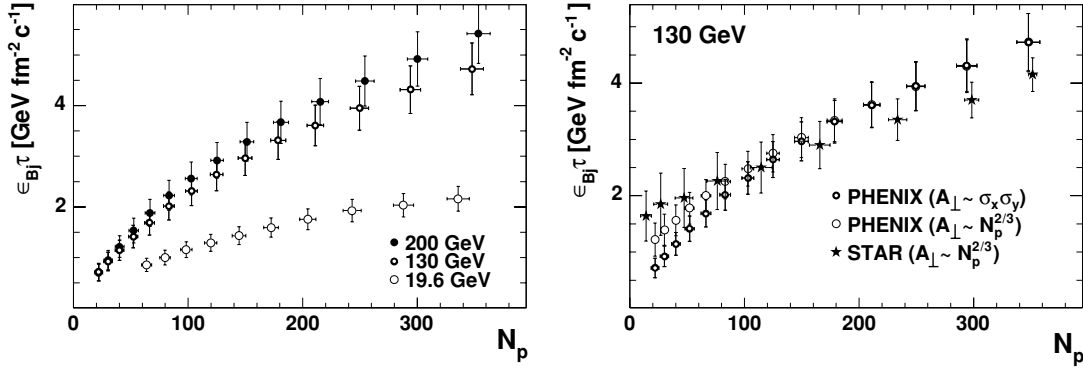 ϵ_Bj τ [GeV fm^-2 c^-1]
4
2
200 GeV
130 GeV
19.6 GeV
0 100 200 300
N_p
130 GeV
ϵ_Bj τ [GeV fm^-2 c^-1]
4
2
PHENIX (A_⊥ ~ σ_x σ_y)
PHENIX (A_⊥ ~ N_p^2/3)
STAR (A_⊥ ~ N_p^2/3)
0 100 200 300
N_p